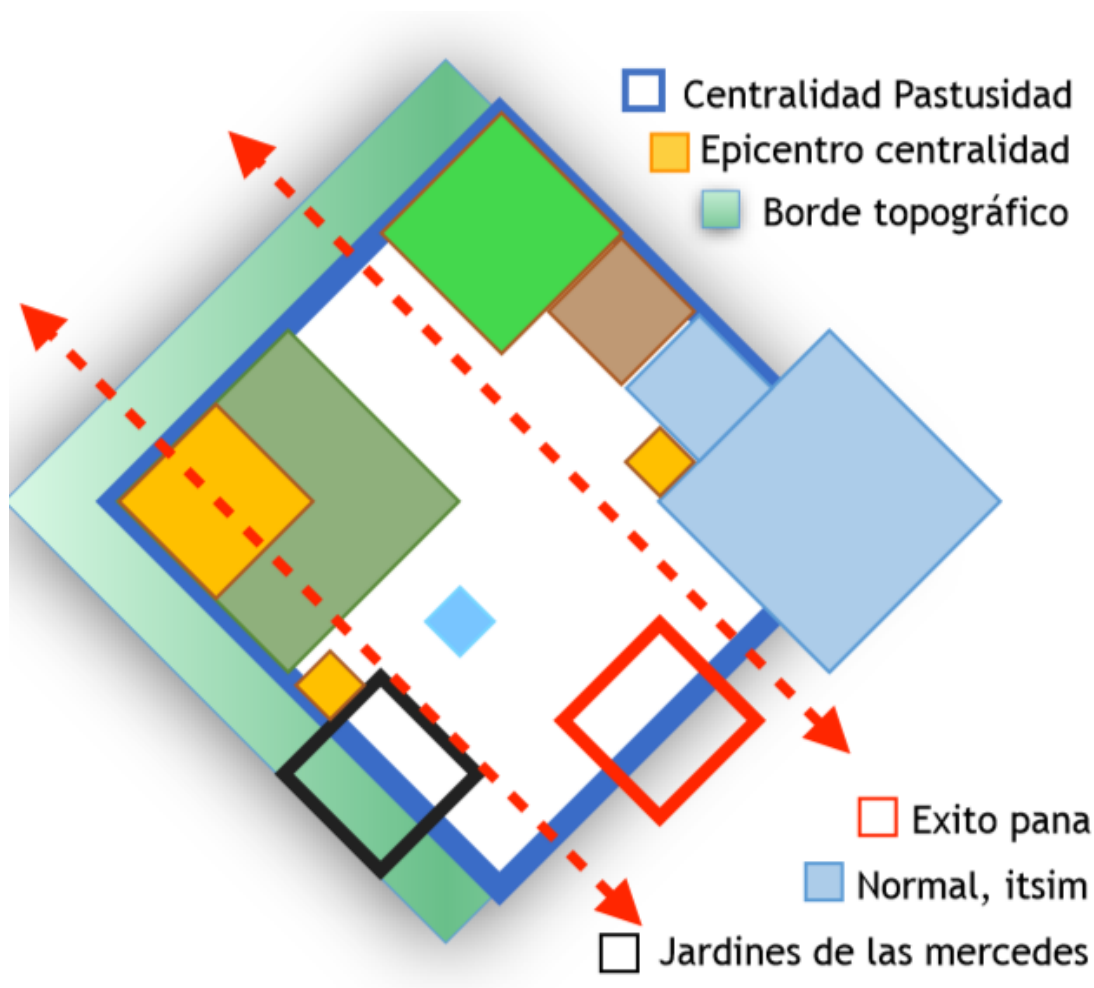 Centralidad Pastusidad
Epicentro centralidad
Borde topográfico
Exito pana
Normal, itsim
Jardines de las mercedes